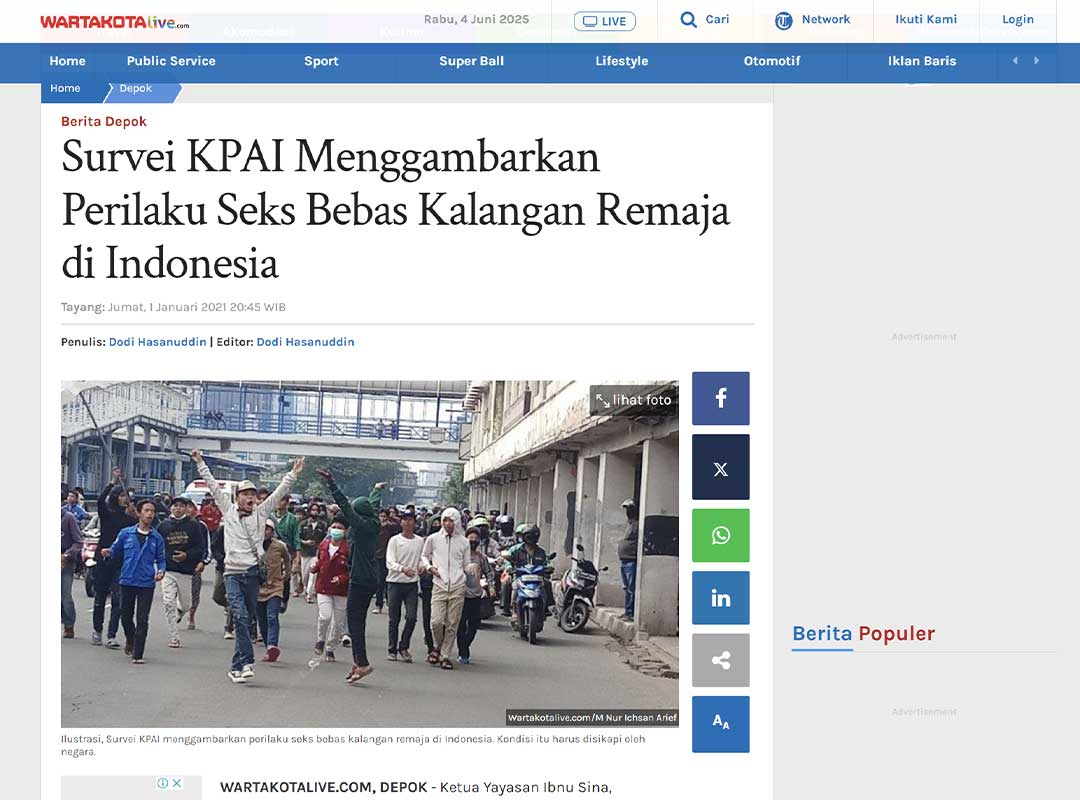 WARTAKOTAlive.com
Rabu, 4 Juni 2025
LIVE
Cari
Network
Ikuti Kami
Login
Home
Public Service
Sport
Super Ball
Lifestyle
Otomotif
Iklan Baris
Home
Depok
Berita Depok
Survei KPAI Menggambarkan
Perilaku Seks Bebas Kalangan Remaja
di Indonesia
Tayang: Jumat, 1 Januari 2021 20:45 WIB
Penulis: Dodi Hasanuddin | Editor: Dodi Hasanuddin
lihat foto
Wartakotalive.com/M Nur Ichsan Arief
Ilustrasi, Survei KPAI menggambarkan perilaku seks bebas kalangan remaja di Indonesia. Kondisi itu harus disikapi oleh
negara.
WARTAKOTALIVE.COM, DEPOK - Ketua Yayasan Ibnu Sina,
Advertisement
Berita Populer
Advertisement